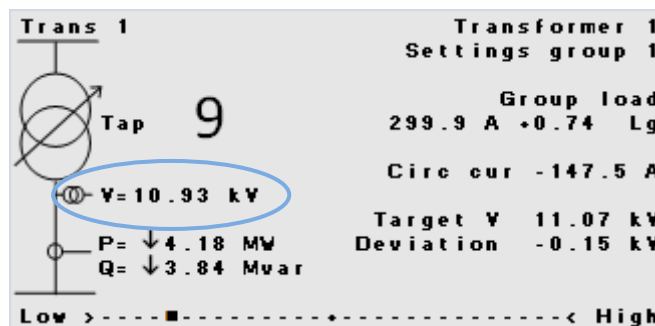 Trans 1
Transformer 1
Settings group 1
Group load
Tap 9
299.9 A +0.74 Lg
Circ cur -147.5 A
V=10.93 kV
Target V 11.07 kV
P= ↓4.18 MW
Deviation -0.15 kV
Q= ↓3.84 Mvar
Low >----■-----------+--------------< High